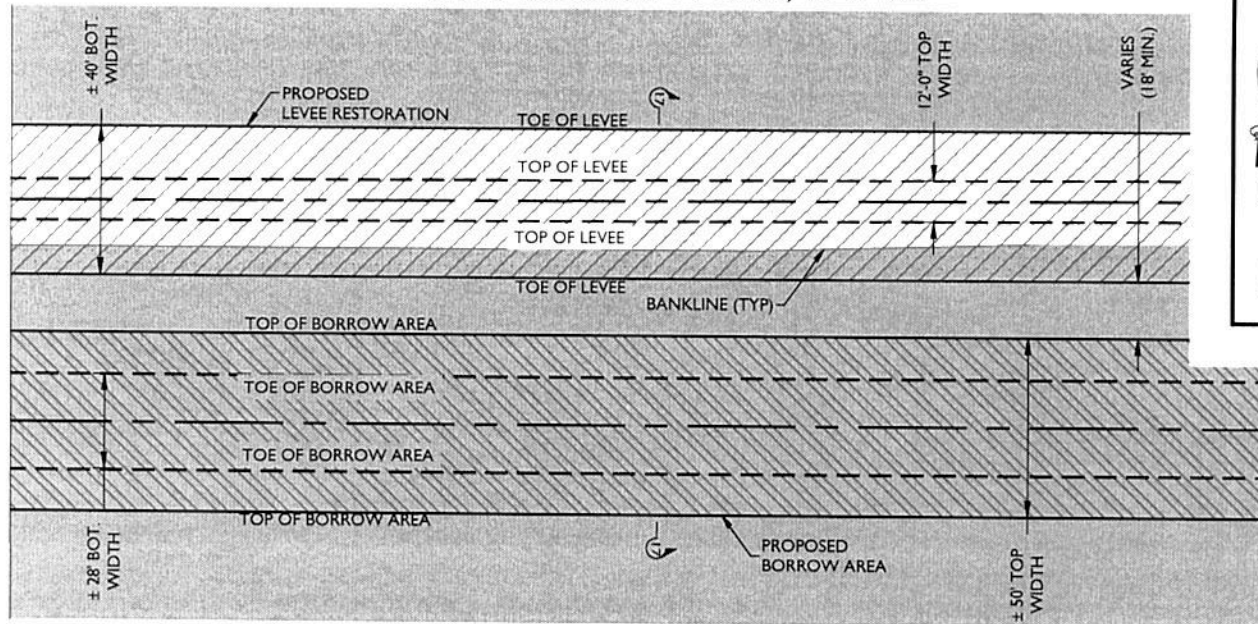 ± 40' BOT.
WIDTH
PROPOSED
LEVEE RESTORATION
TOE OF LEVEE
17
12'-0" TOP
WIDTH
VARIES
(18' MIN.)
TOP OF LEVEE
TOP OF LEVEE
TOE OF LEVEE
BANKLINE (TYP)
TOP OF BORROW AREA
TOE OF BORROW AREA
TOE OF BORROW AREA
TOP OF BORROW AREA
± 28' BOT.
WIDTH
17
PROPOSED
BORROW AREA
± 50' TOP
WIDTH